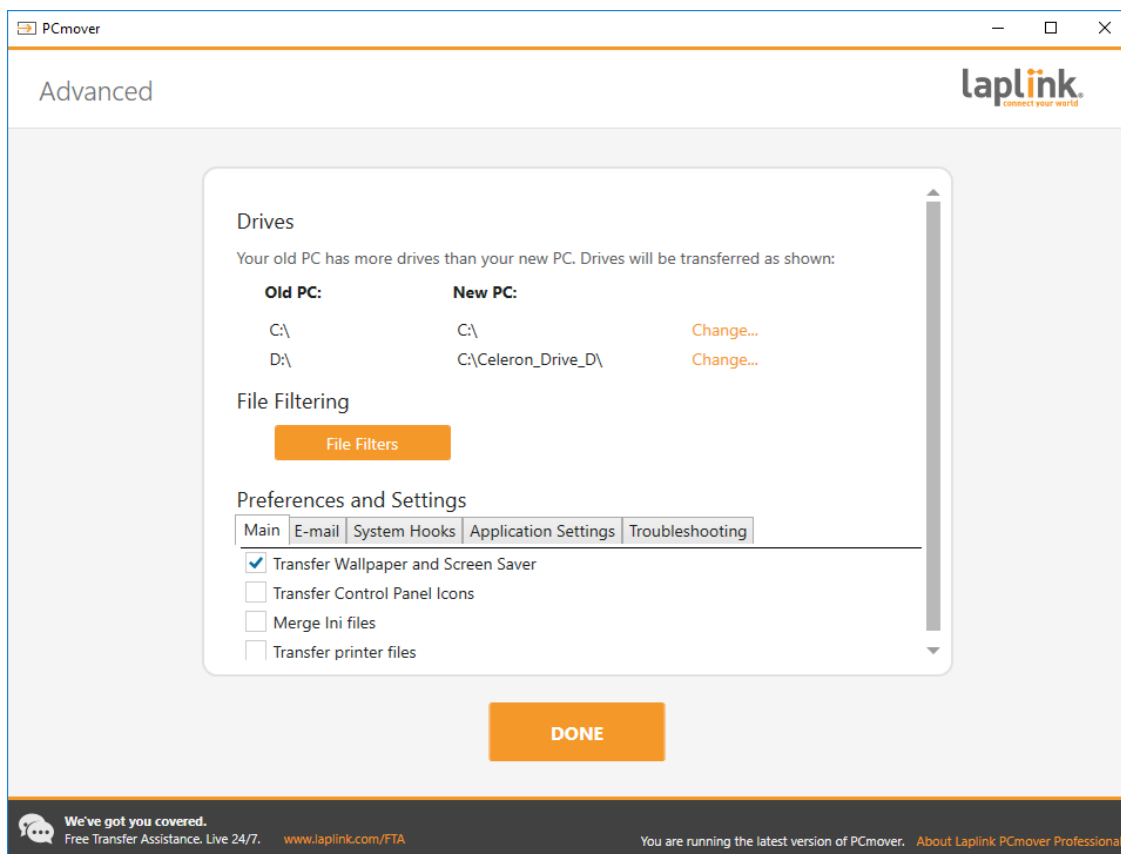 PCmover
Advanced
laplink®
connect your world
Drives
Your old PC has more drives than your new PC. Drives will be transferred as shown:
Old PC: New PC:
C:\ C:\ Change...
D:\ C:\Celeron_Drive_D\ Change...
File Filtering
File Filters
Preferences and Settings
Main E-mail System Hooks Application Settings Troubleshooting
Transfer Wallpaper and Screen Saver
Transfer Control Panel Icons
Merge Ini files
Transfer printer files
DONE
We've got you covered.
Free Transfer Assistance. Live 24/7. www.laplink.com/FTA
You are running the latest version of PCmover. About Laplink PCmover Professional